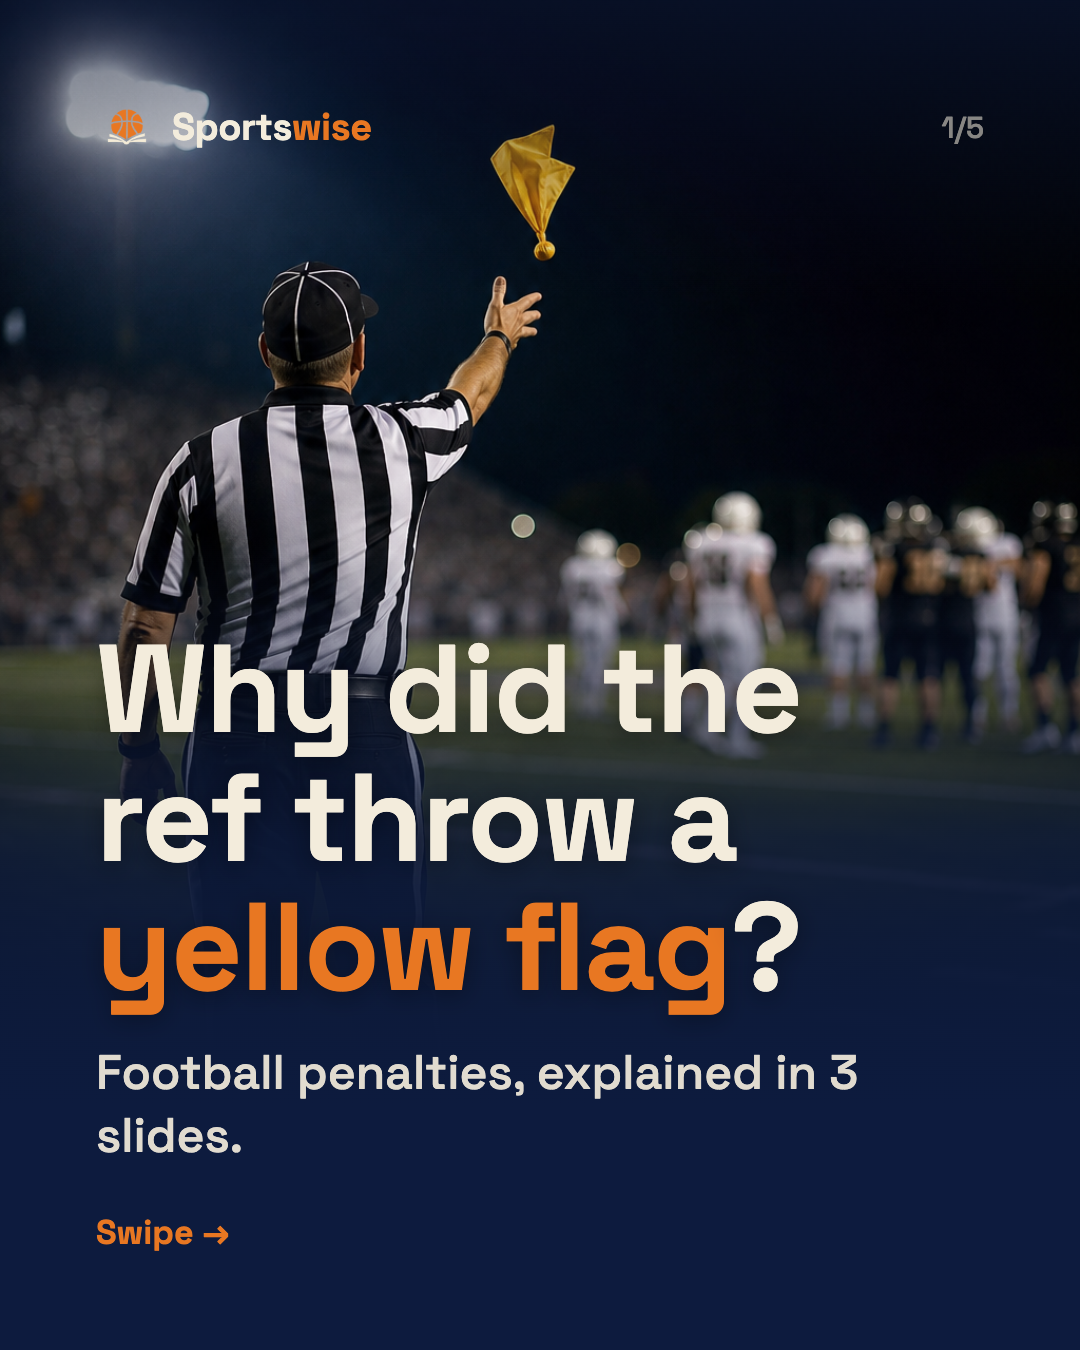 Sportswise
1/5
Why did the
ref throw a
yellow flag?
Football penalties, explained in 3
slides.
Swipe →